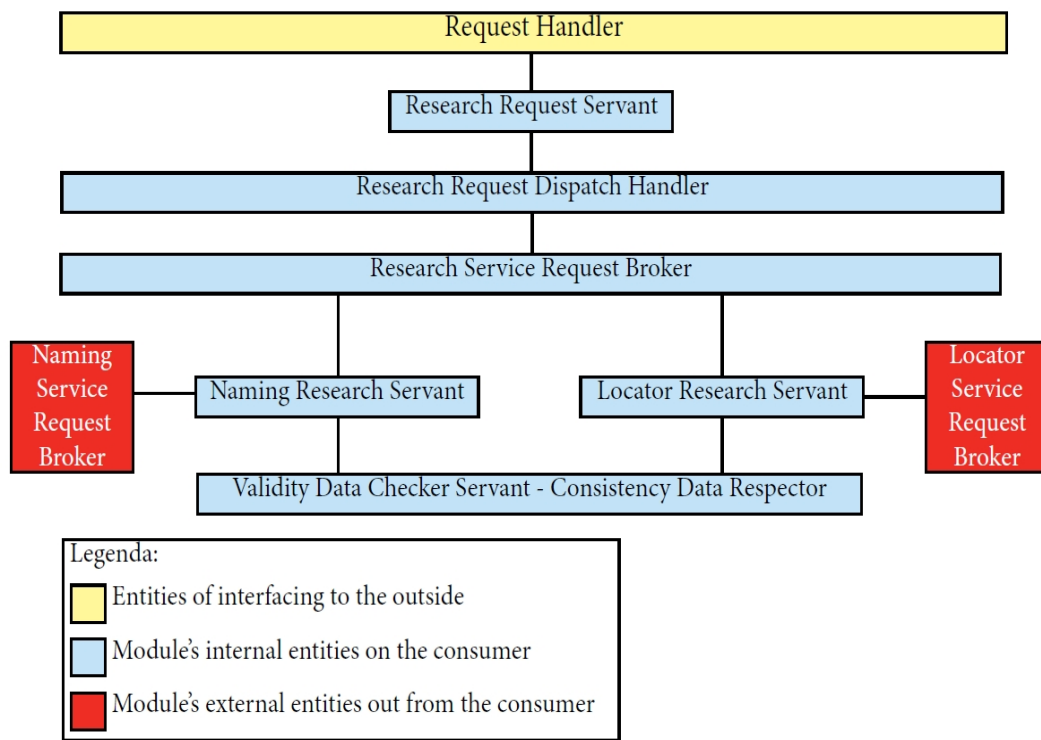 Request Handler
Research Request Servant
Research Request Dispatch Handler
Research Service Request Broker
Naming
Service
Request
Broker
Naming Research Servant
Locator Research Servant
Locator
Service
Request
Broker
Validity Data Checker Servant - Consistency Data Respector
Legenda:
Entities of interfacing to the outside
Module's internal entities on the consumer
Module's external entities out from the consumer